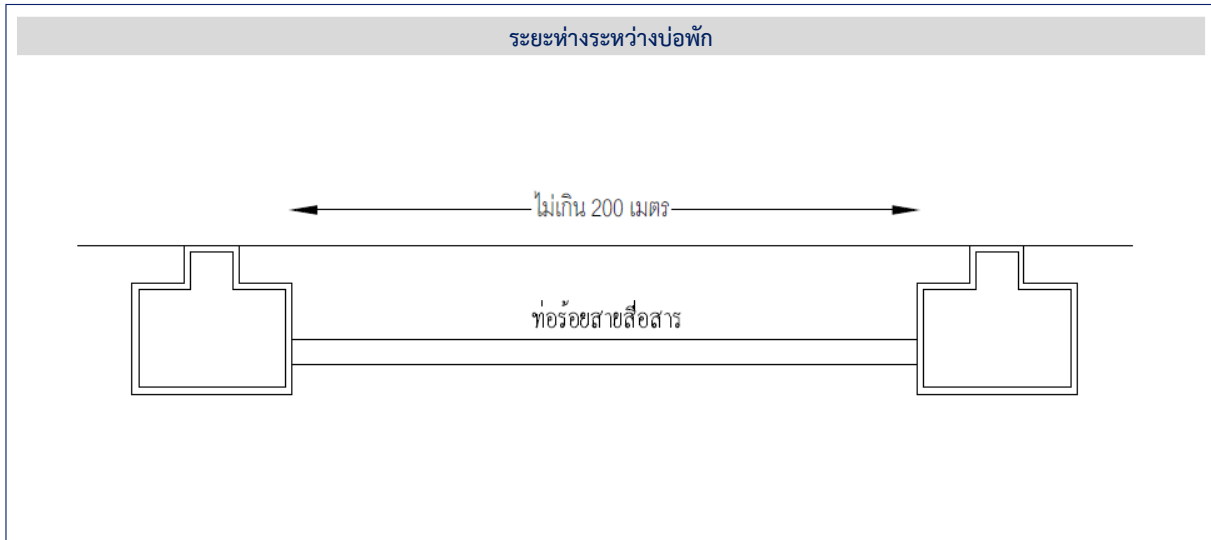 ระยะห่างระหว่างบ่อพัก
ไม่เกิน 200 เมตร
ท่อร้อยสายสื่อสาร